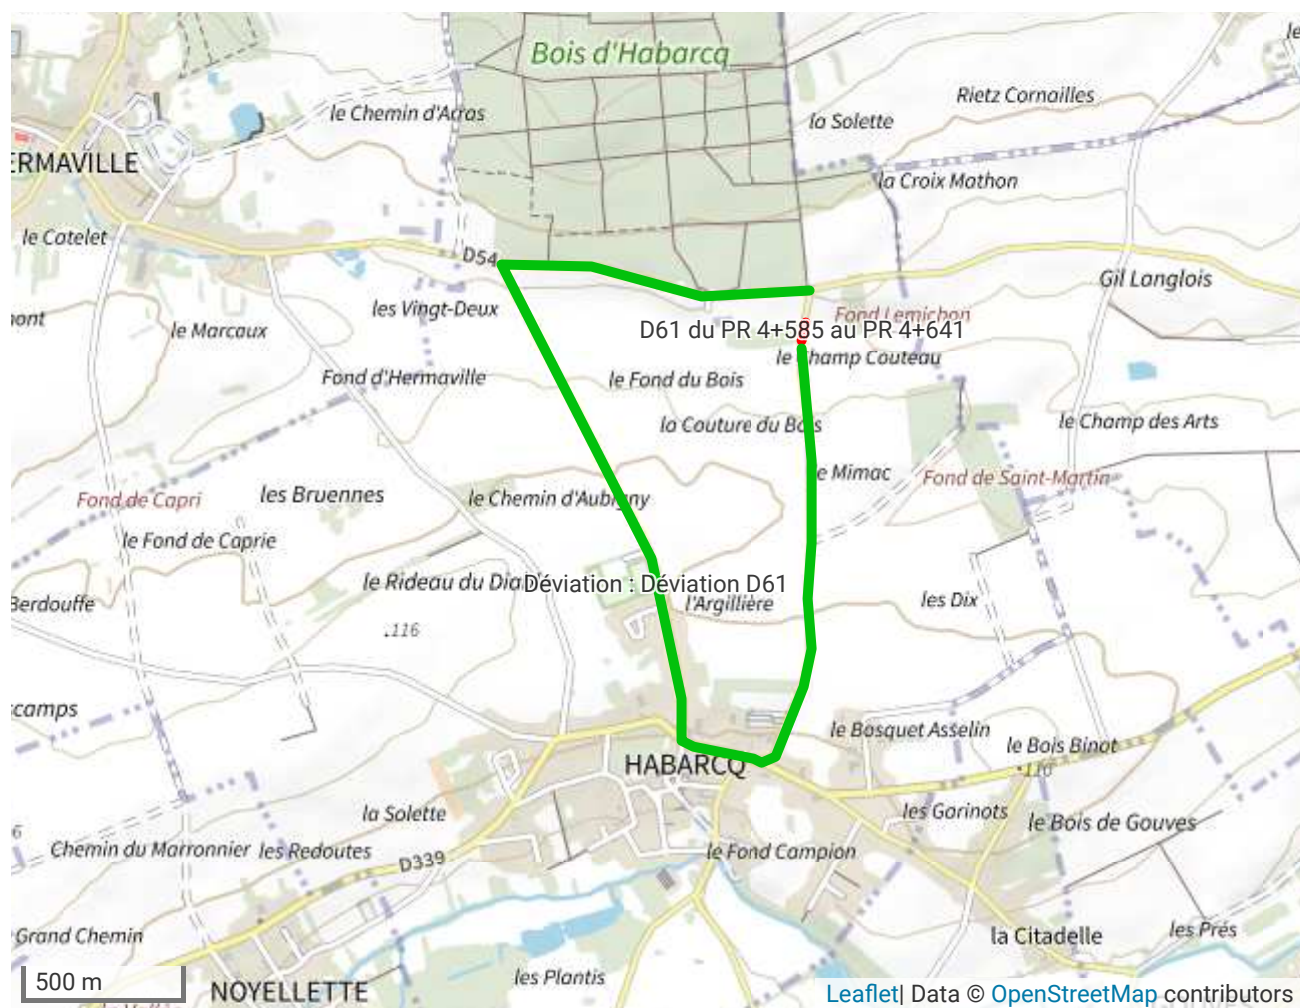 Bois d'Habarcq
le Chemin d'Acras
Rietz Cornailles
la Solette
ERMAVILLE
la Croix Mathon
le Catelet
D54
Gil Langlois
les Vingt-Deux
Fond Lemichon
mont
le Marcaux
D61 du PR 4+585 au PR 4+641
le Champ Couteau
Fond d'Hermaville
le Fond du Bois
la Couture du Bois
le Champ des Arts
le Mimac
Fond de Saint-Martin
Fond de Capri
les Bruennes
le Chemin d'Aubigny
le Fond de Caprie
le Rideau du Dia
Déviation : Déviation D61
Berdouffe
l'Argillière
les Dix
.116
scamps
le Bosquet Asselin
le Bois Binot
HABARCQ
110
la Solette
les Garinots
le Bois de Gouves
6
Chemin du Marronnier
les Redoutes
D339
le Fond Campion
Grand Chemin
la Citadelle
les Prés
500 m
NOYELLETTE
les Plantis
Leaflet | Data © OpenStreetMap contributors